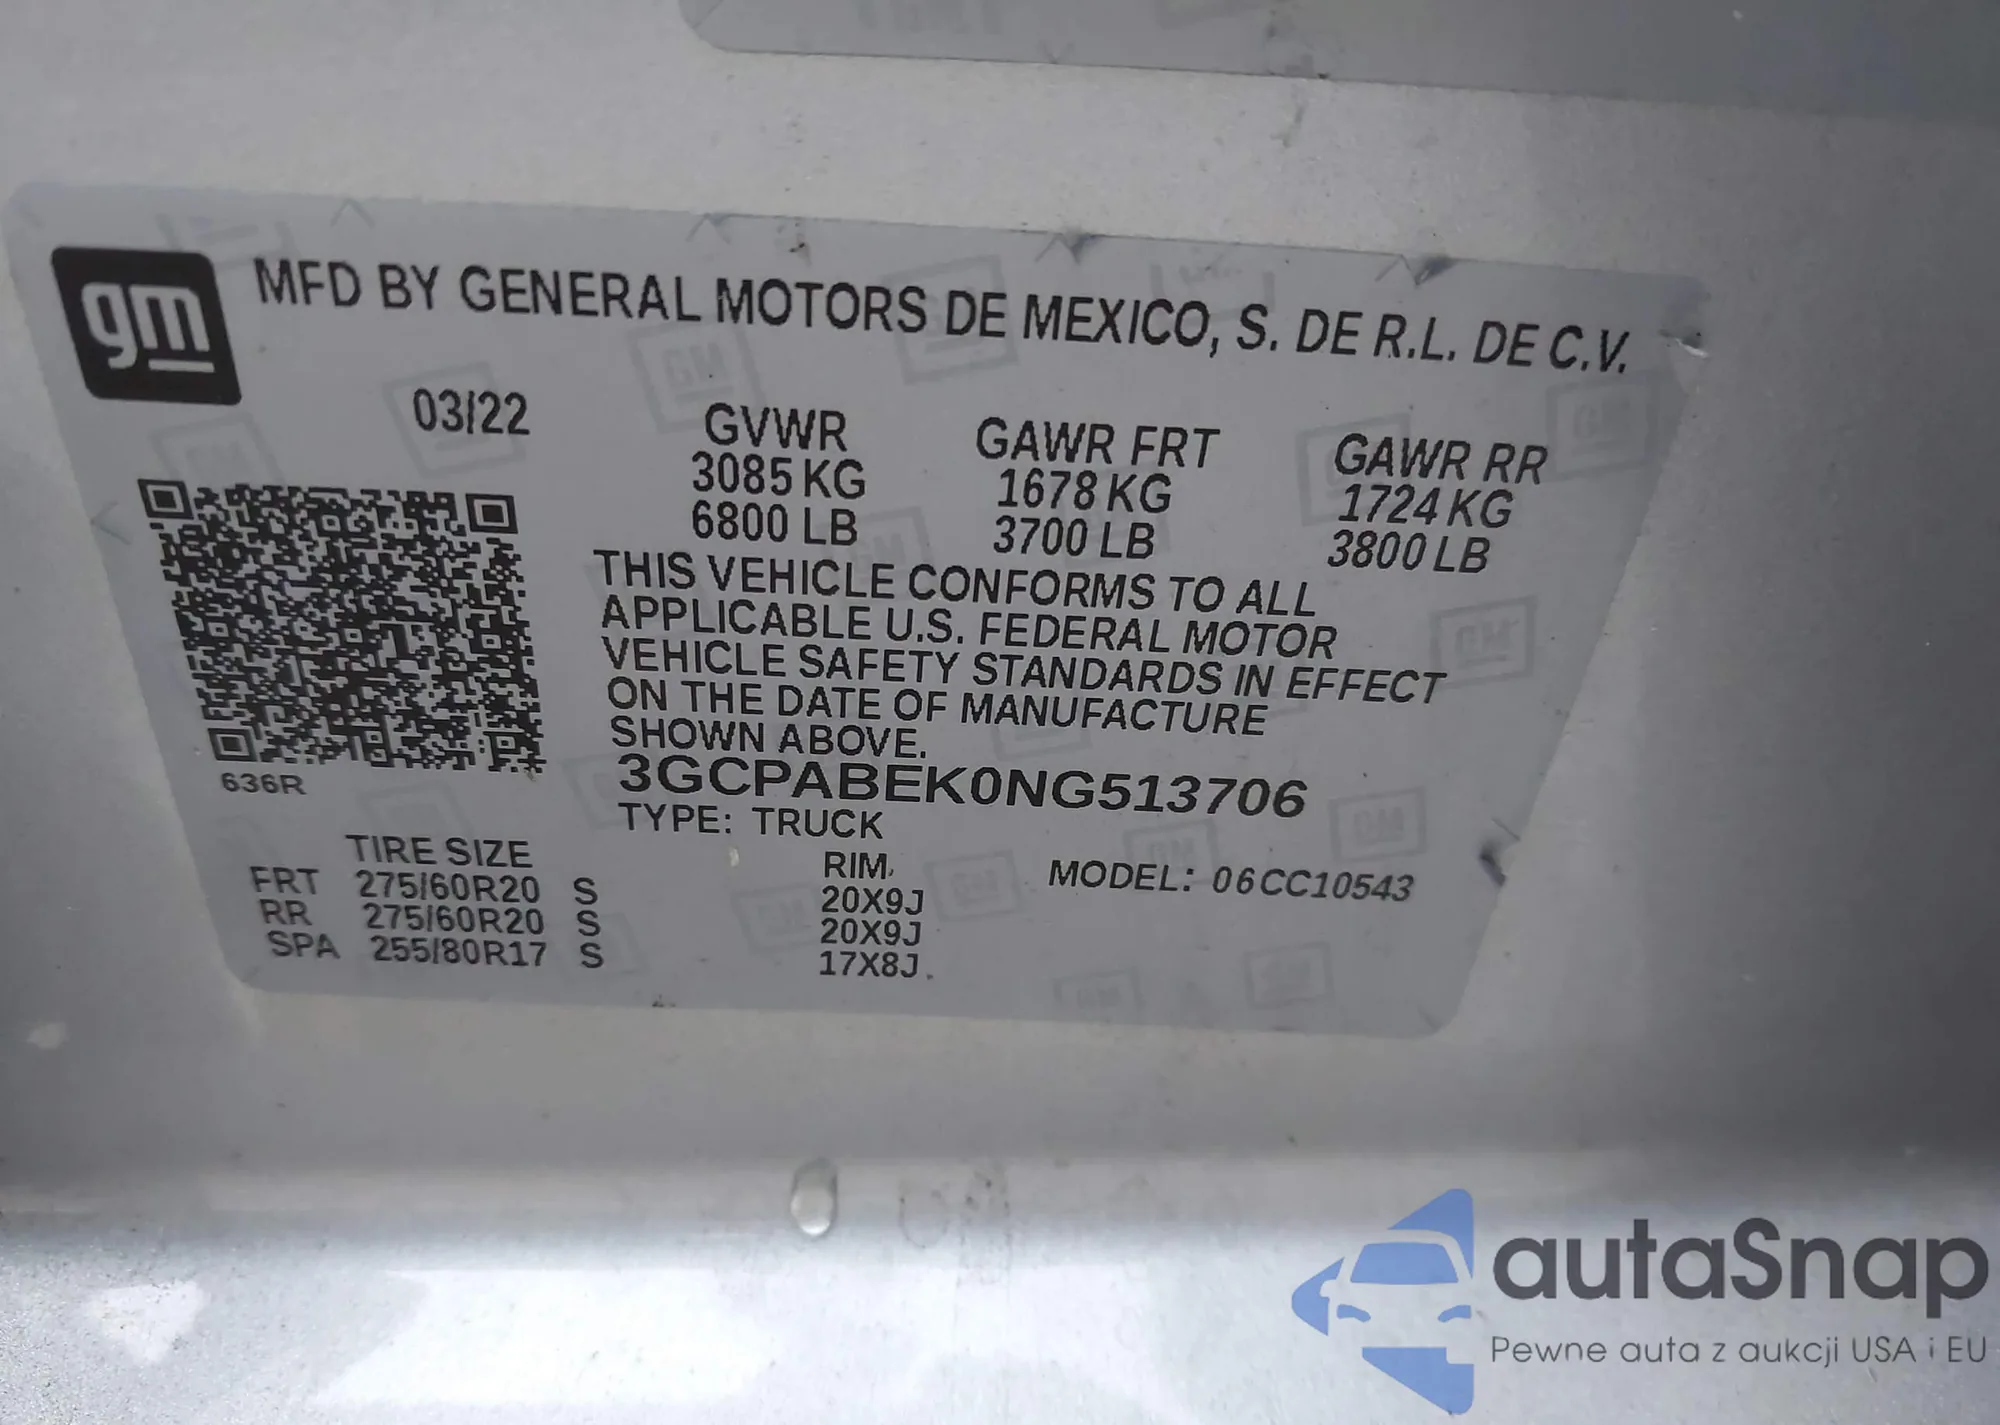 gm MFD BY GENERAL MOTORS DE MEXICO, S. DE R.L. DE C.V.
03/22 GVWR GAWR FRT GAWR RR
3085 KG 1678 KG 1724 KG
6800 LB 3700 LB 3800 LB
THIS VEHICLE CONFORMS TO ALL
APPLICABLE U.S. FEDERAL MOTOR
VEHICLE SAFETY STANDARDS IN EFFECT
ON THE DATE OF MANUFACTURE
SHOWN ABOVE.
636R 3GCPABEK0NG513706
TYPE: TRUCK
TIRE SIZE RIM MODEL: 06CC10543
FRT 275/60R20 S 20X9J
RR 275/60R20 S 20X9J
SPA 255/80R17 S 17X8J
autaSnap
Pewne auta z aukcji USA i EU